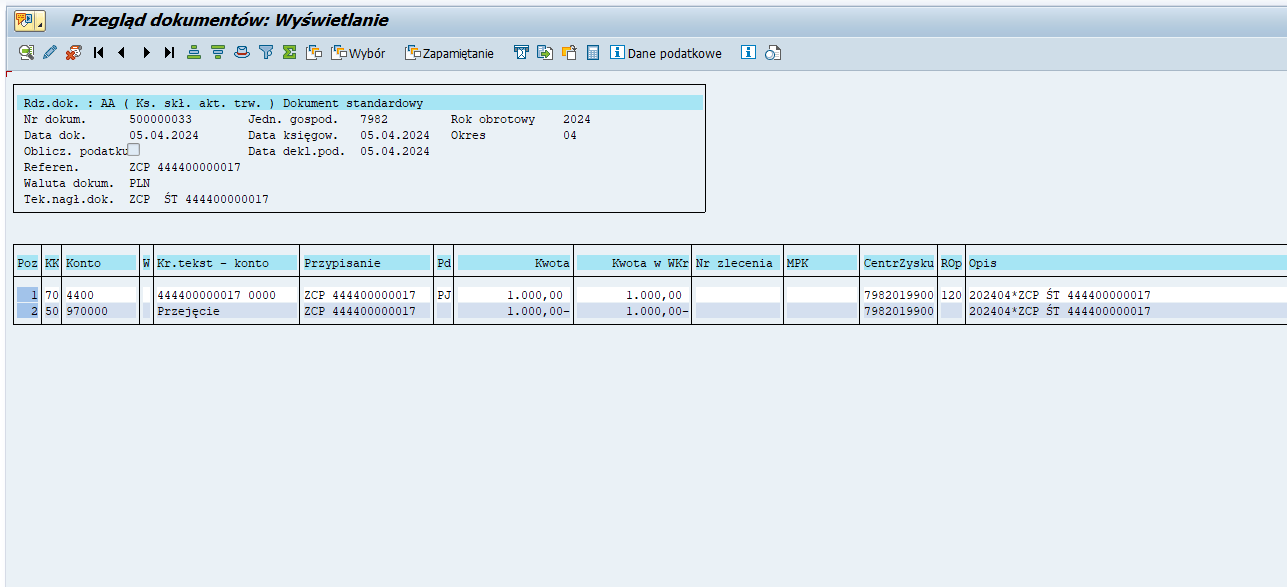 Przegląd dokumentów: Wyświetlanie
Wybór Zapamiętanie Dane podatkowe
Rdz.dok. : AA ( Ks. skł. akt. trw. ) Dokument standardowy
Nr dokum. 500000033 Jedn. gospod. 7982 Rok obrotowy 2024
Data dok. 05.04.2024 Data księgow. 05.04.2024 Okres 04
Oblicz. podatku Data dekl.pod. 05.04.2024
Referen. ZCP 444400000017
Waluta dokum. PLN
Tek.nagł.dok. ZCP ŚT 444400000017
Poz KK Konto W Kr.tekst - konto Przypisanie Pd Kwota Kwota w WKr Nr zlecenia MPK CentrZysku ROp Opis
1 70 4400 444400000017 0000 ZCP 444400000017 PJ 1.000,00 1.000,00 7982019900 120 202404*ZCP ŚT 444400000017
2 50 970000 Przejęcie ZCP 444400000017 1.000,00- 1.000,00- 7982019900 202404*ZCP ŚT 444400000017